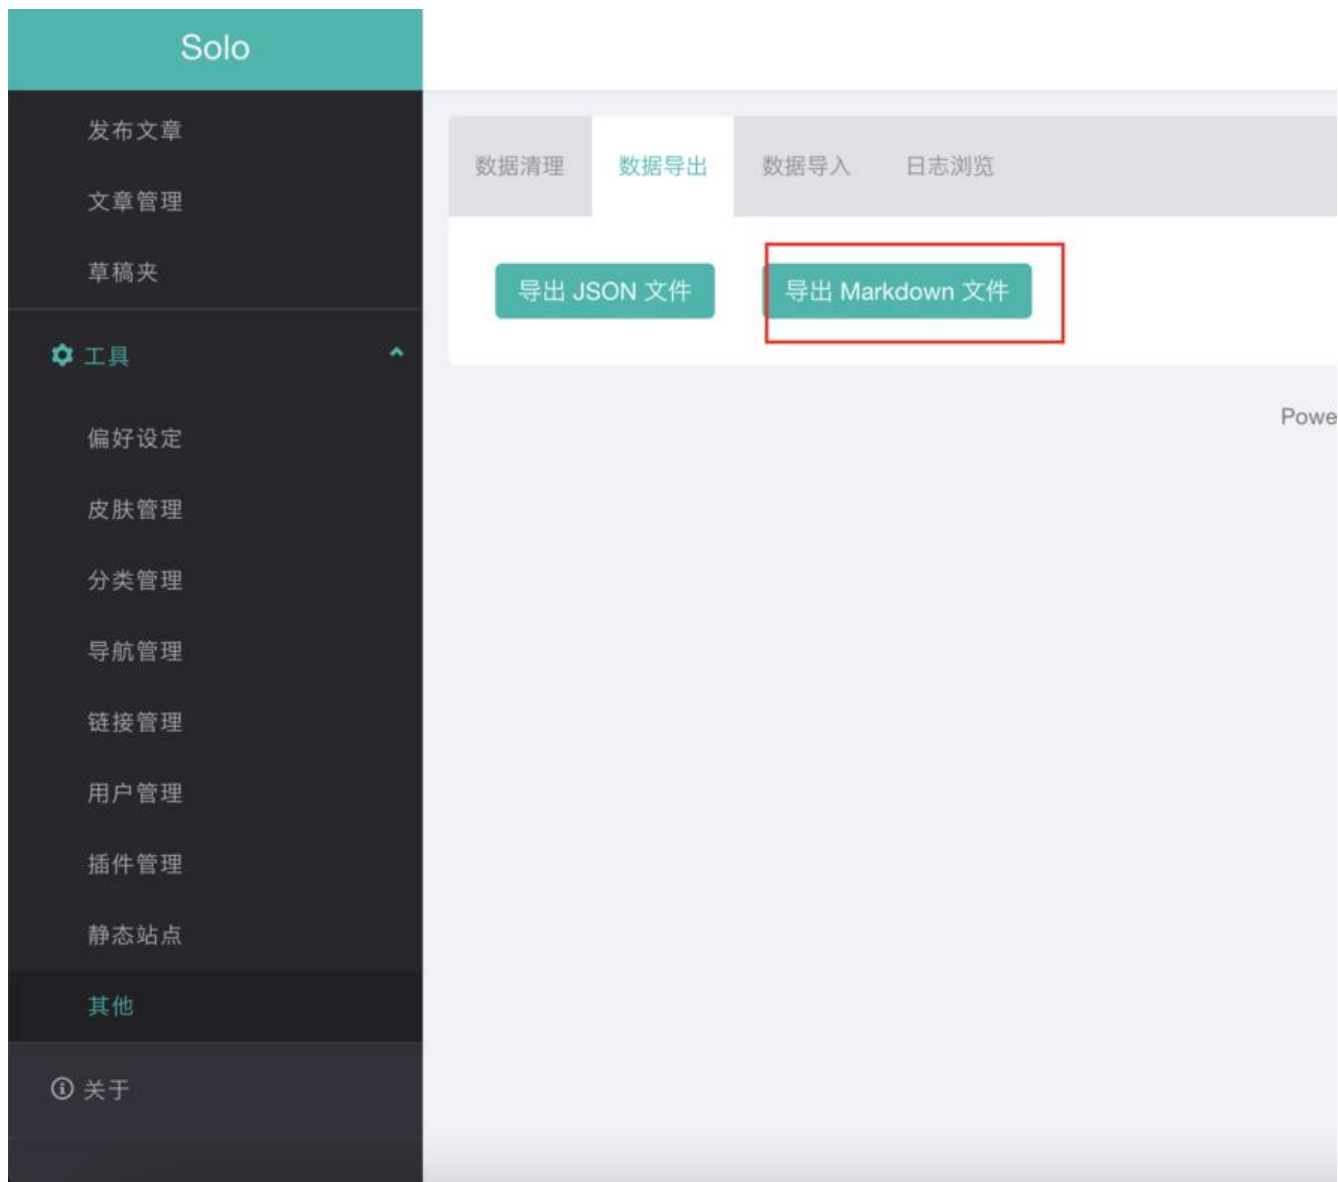 Solo
发布文章
文章管理
草稿夹
工具
偏好设定
皮肤管理
分类管理
导航管理
链接管理
用户管理
插件管理
静态站点
其他
关于
数据清理 数据导出 数据导入 日志浏览
导出 JSON 文件 导出 Markdown 文件
Powe